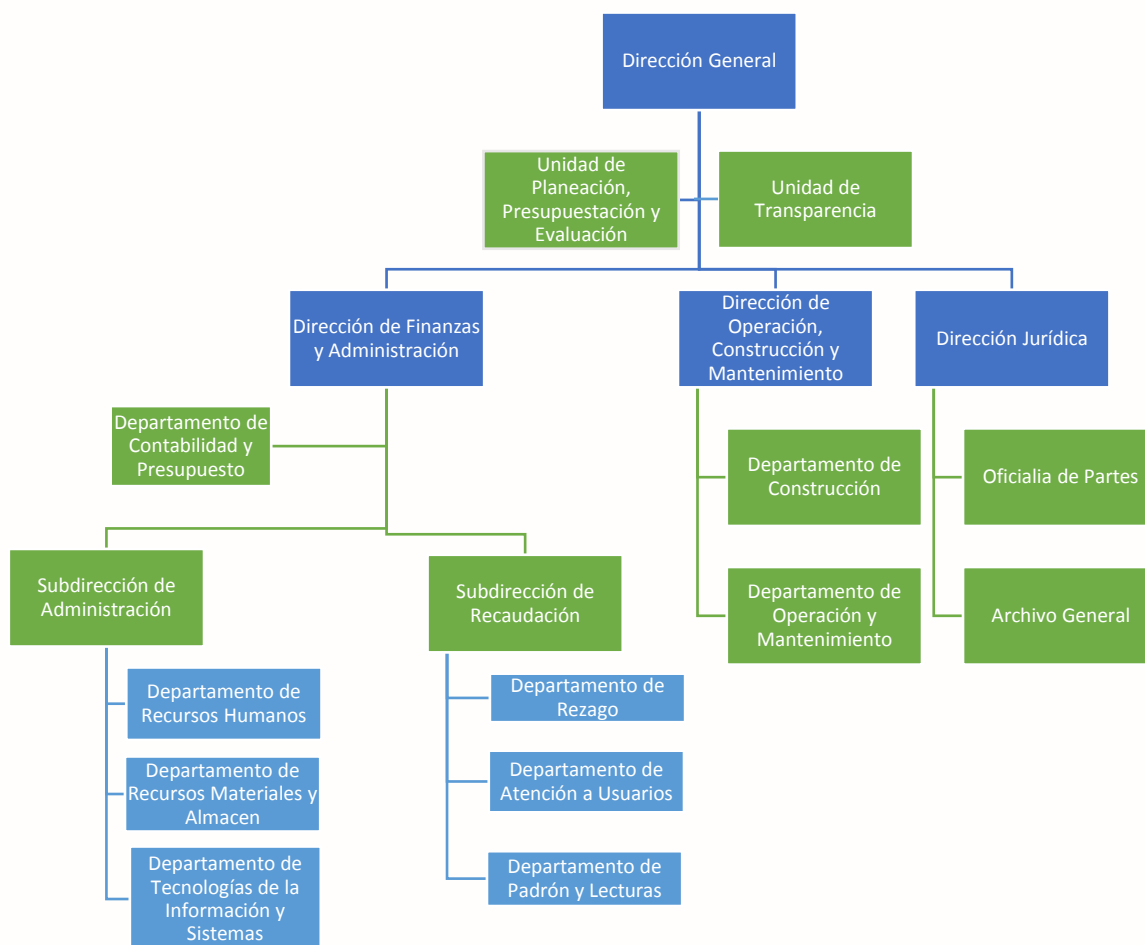 Dirección General
Unidad de
Planeación,
Presupuestación y
Evaluación
Unidad de
Transparencia
Dirección de Finanzas
y Administración
Dirección de
Operación,
Construcción y
Mantenimiento
Dirección Jurídica
Departamento de
Contabilidad y
Presupuesto
Departamento de
Construcción
Oficialia de Partes
Subdirección de
Administración
Subdirección de
Recaudación
Departamento de
Operación y
Mantenimiento
Archivo General
Departamento de
Recursos Humanos
Departamento de
Recursos Materiales y
Almacen
Departamento de
Tecnologías de la
Información y
Sistemas
Departamento de
Rezago
Departamento de
Atención a Usuarios
Departamento de
Padrón y Lecturas